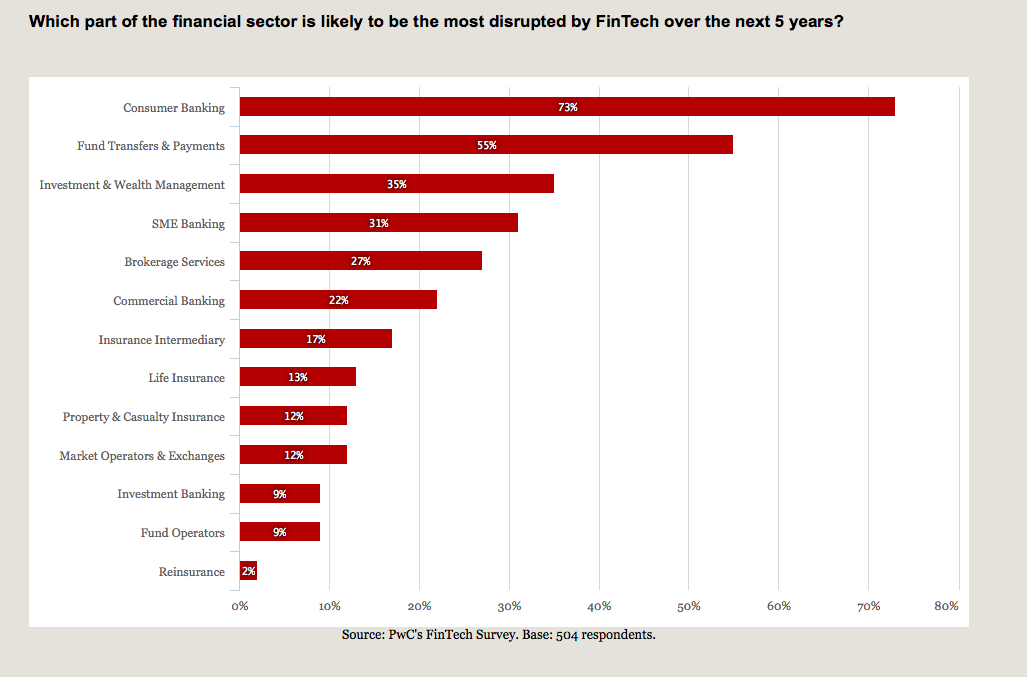 Which part of the financial sector is likely to be the most disrupted by FinTech over the next 5 years?
Consumer Banking 73%
Fund Transfers & Payments 55%
Investment & Wealth Management 35%
SME Banking 31%
Brokerage Services 27%
Commercial Banking 22%
Insurance Intermediary 17%
Life Insurance 13%
Property & Casualty Insurance 12%
Market Operators & Exchanges 12%
Investment Banking 9%
Fund Operators 9%
Reinsurance 2%
0% 10% 20% 30% 40% 50% 60% 70% 80%
Source: PwC's FinTech Survey. Base: 504 respondents.